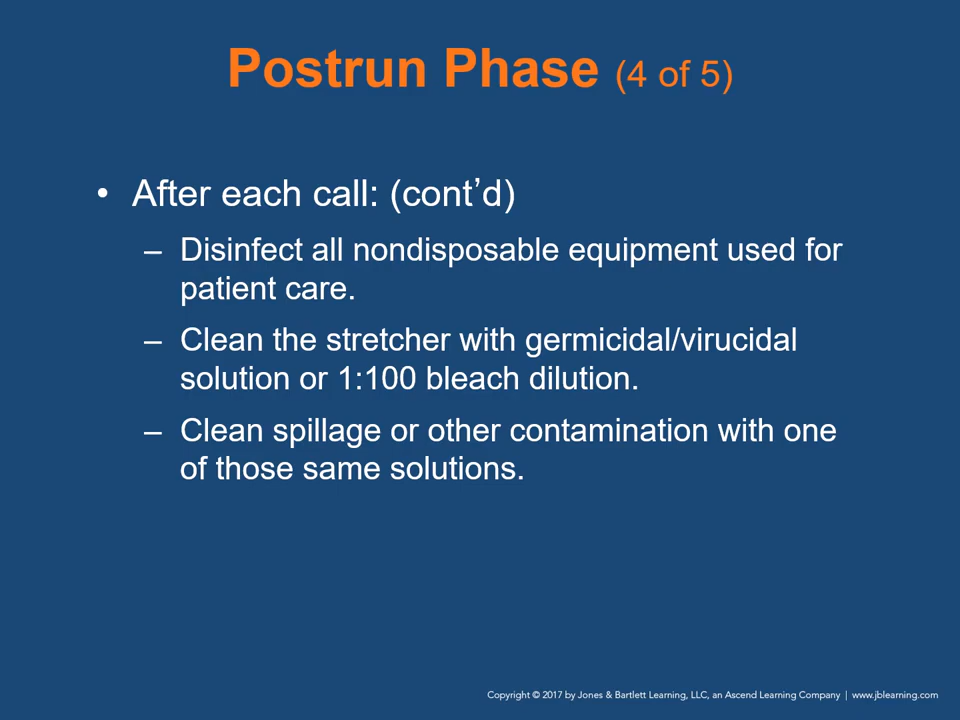 Postrun Phase (4 of 5)
• After each call: (cont’d)
– Disinfect all nondisposable equipment used for
patient care.
– Clean the stretcher with germicidal/virucidal
solution or 1:100 bleach dilution.
– Clean spillage or other contamination with one
of those same solutions.
Copyright © 2017 by Jones & Bartlett Learning, LLC, an Ascend Learning Company | www.jblearning.com